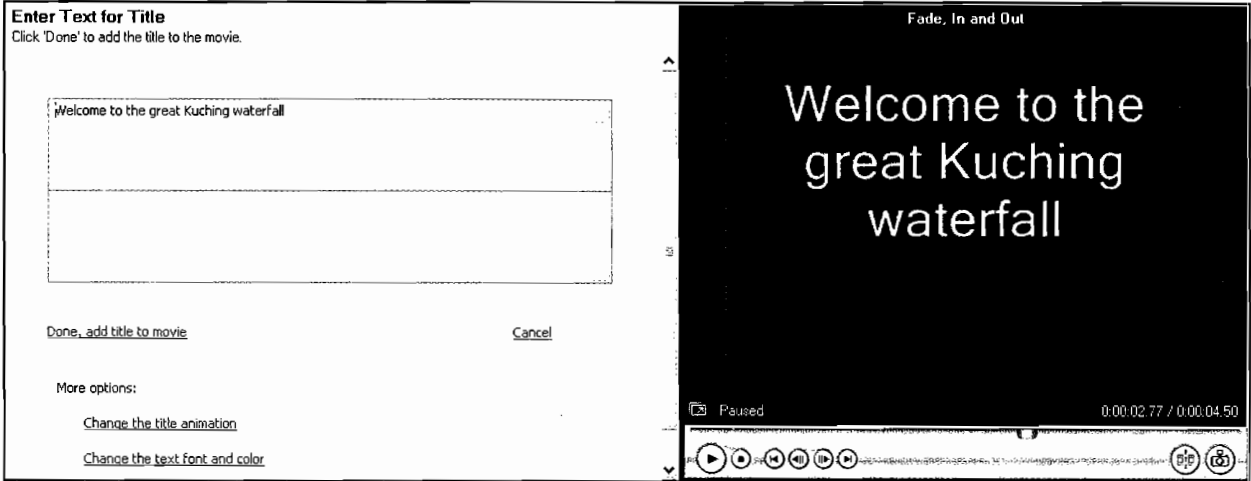 Enter Text for Title
Click 'Done' to add the title to the movie.
Welcome to the great Kuching waterfall
Done, add title to movie
Cancel
More options:
Change the title animation
Change the text font and color
Fade, In and Out
Welcome to the
great Kuching
waterfall
Paused
0:00:02.77 / 0:00:04.50